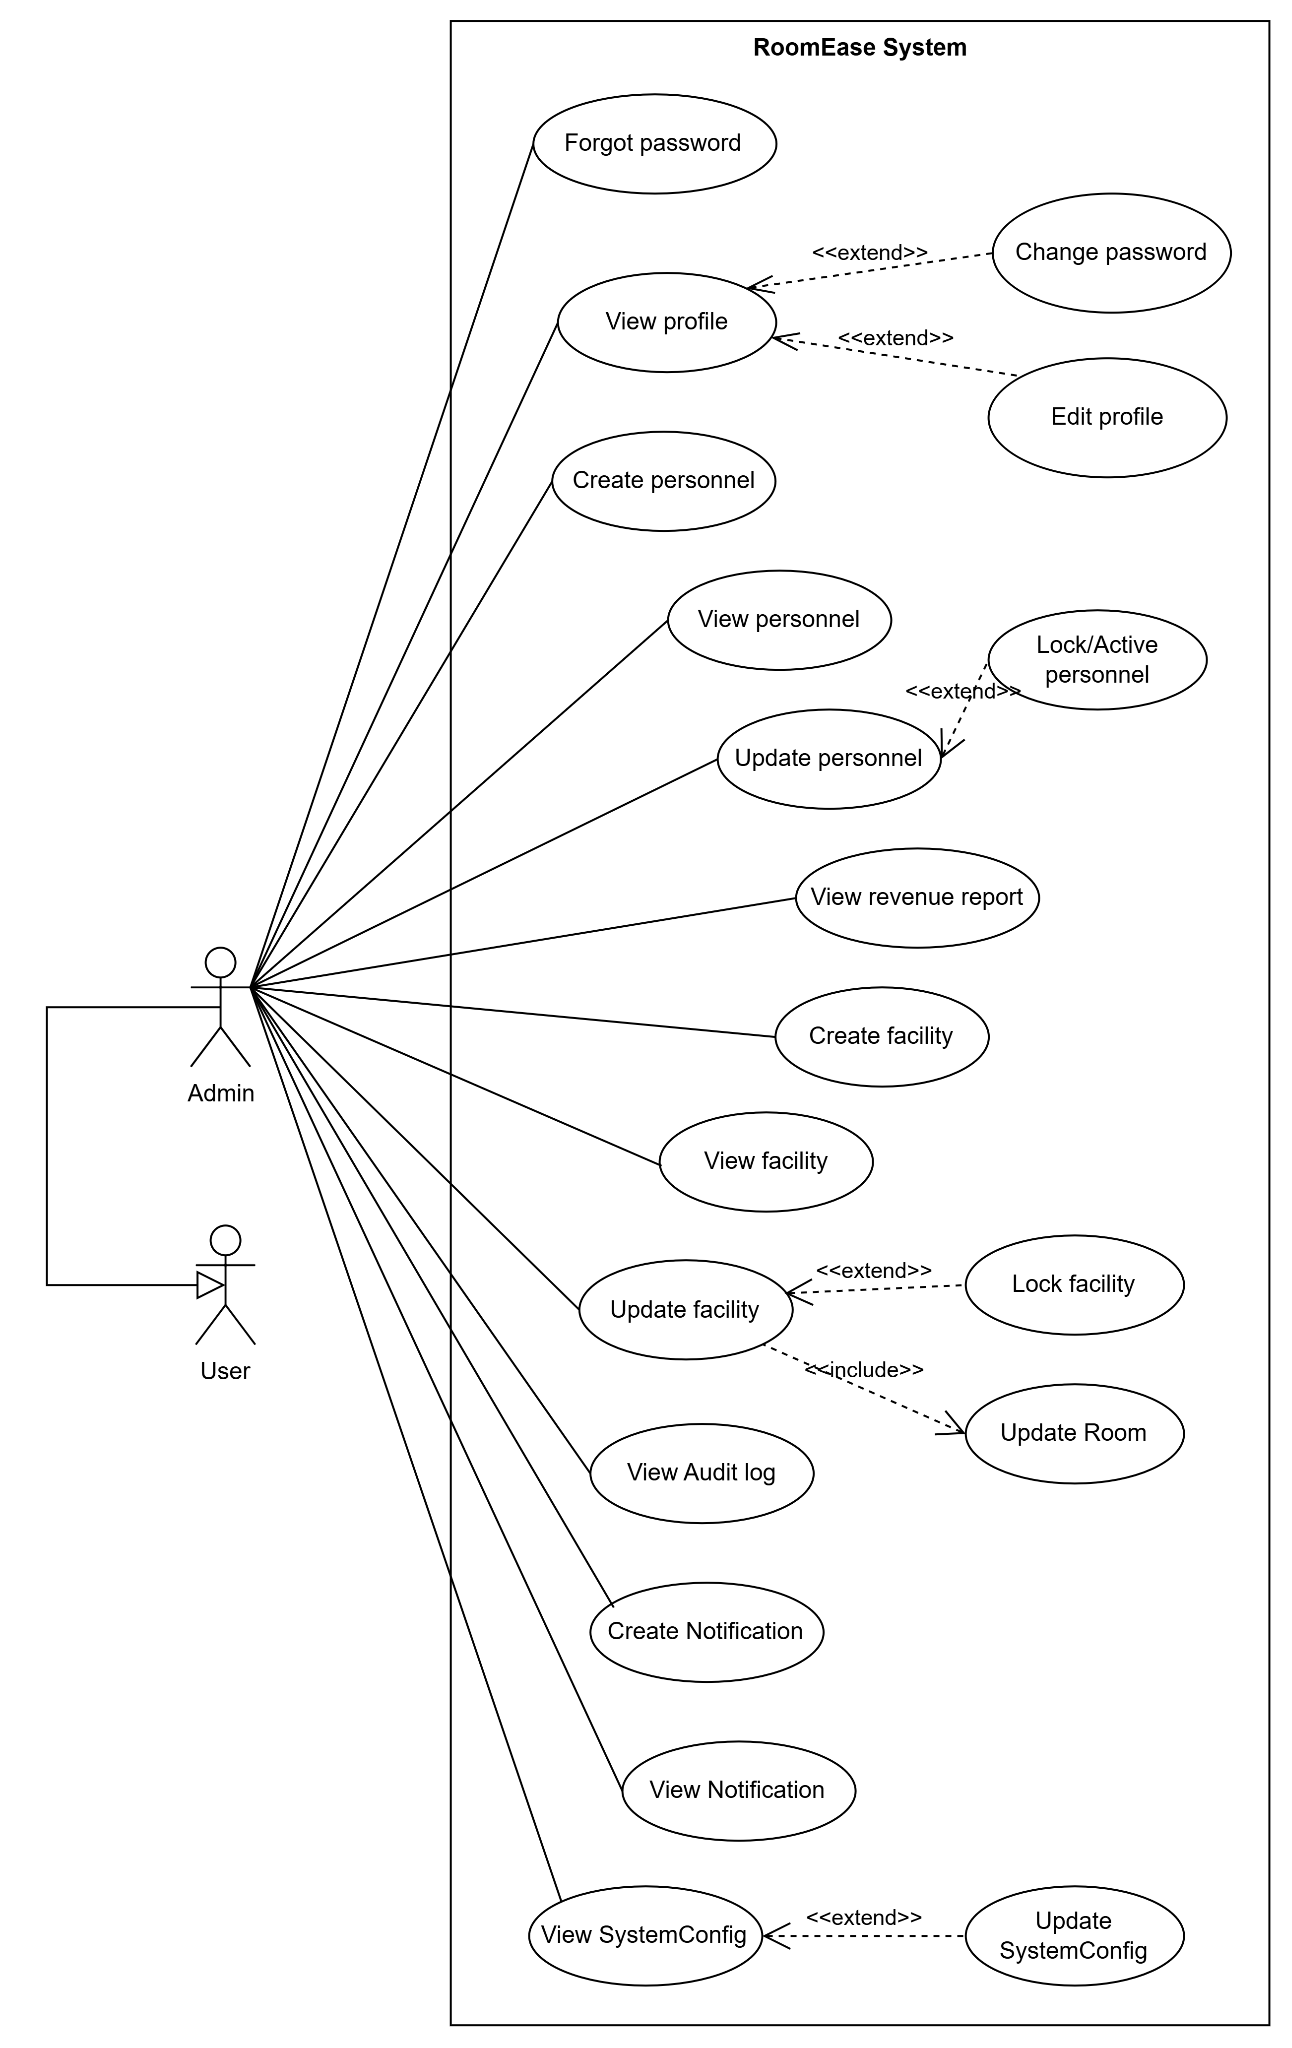 RoomEase System
Forgot password
<<extend>>
Change password
View profile
<<extend>>
Edit profile
Create personnel
View personnel
Lock/Active
personnel
<<extend>>
Update personnel
View revenue report
Create facility
Admin
View facility
<<extend>>
Lock facility
Update facility
User
<<include>>
Update Room
View Audit log
Create Notification
View Notification
<<extend>>
View SystemConfig
Update
SystemConfig